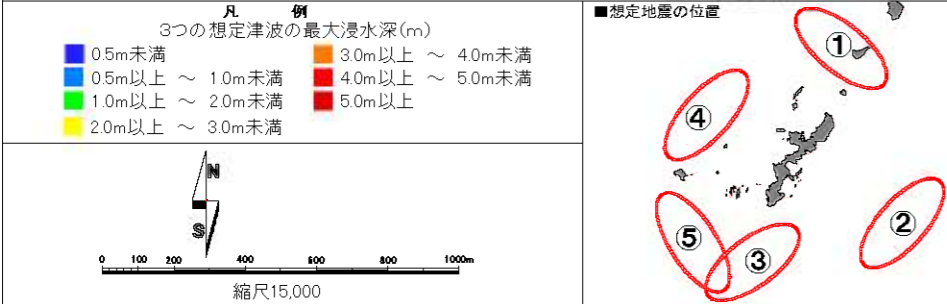 凡　例
3つの想定津波の最大浸水深(m)
0.5m未満
0.5m以上 ～ 1.0m未満
1.0m以上 ～ 2.0m未満
2.0m以上 ～ 3.0m未満
3.0m以上 ～ 4.0m未満
4.0m以上 ～ 5.0m未満
5.0m以上
N
S
0 100 200 400 600 800 1000m
縮尺15,000
■想定地震の位置
①
④
②
⑤
③